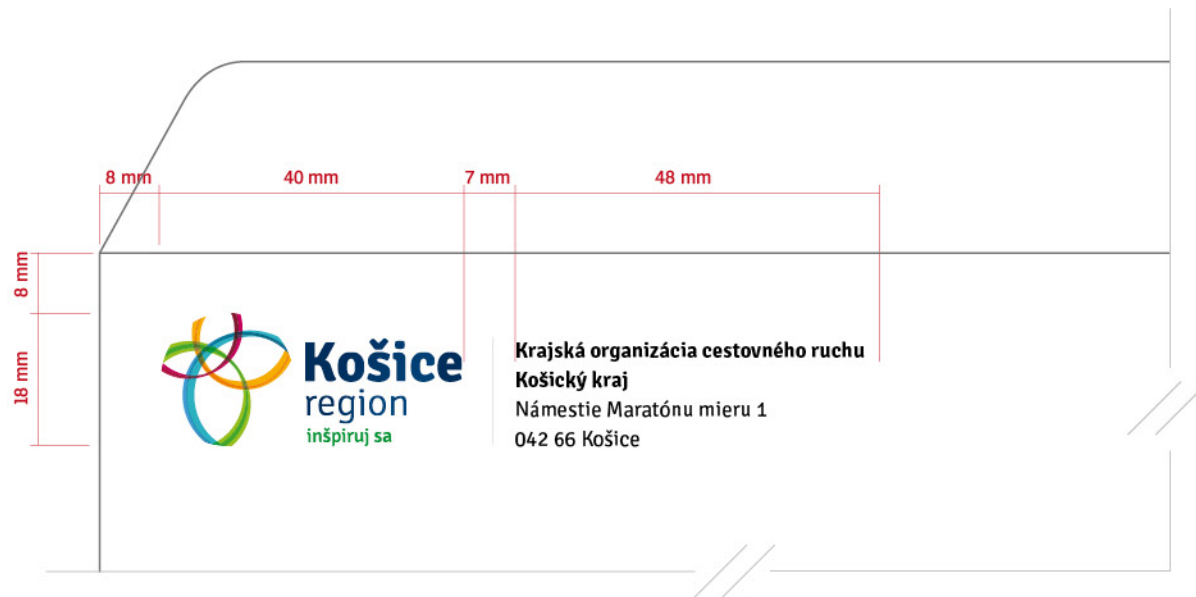 8 mm
40 mm
7 mm
48 mm
8 mm
18 mm
Košice
region
inšpiruj sa
Krajská organizácia cestovného ruchu
Košický kraj
Námestie Maratónu mieru 1
042 66 Košice